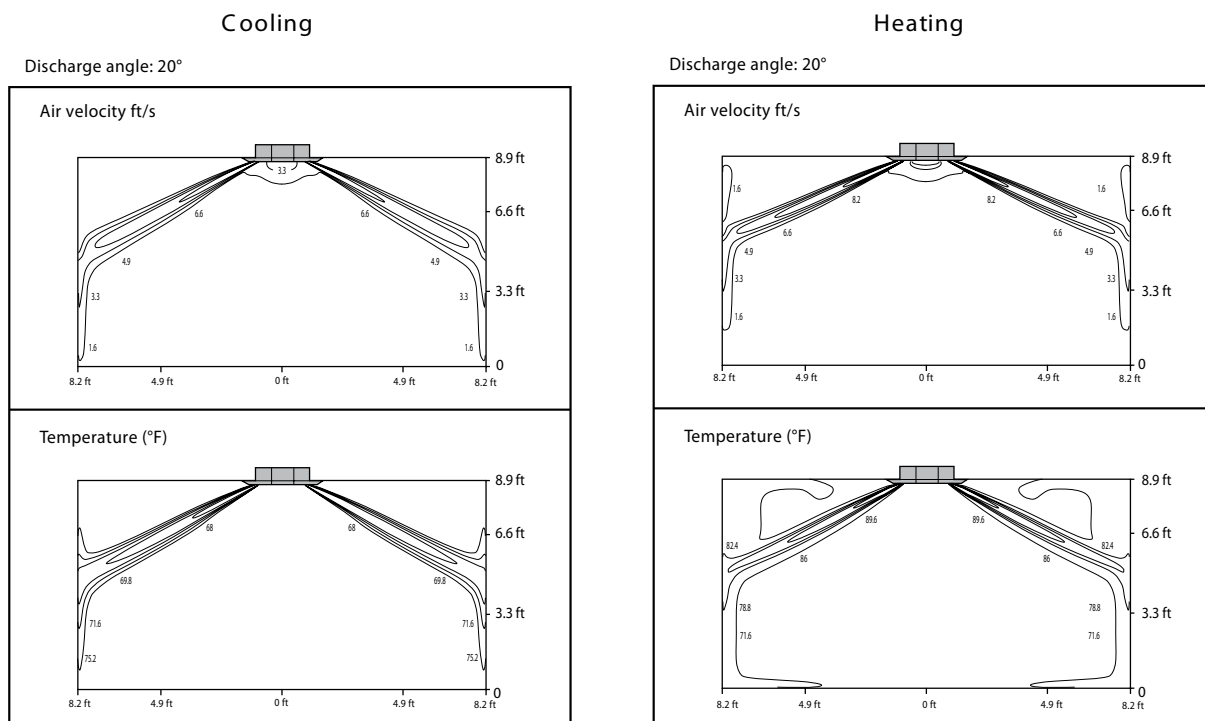 Cooling
Discharge angle: 20°
Air velocity ft/s
3.3
8.9 ft
6.6 6.6
6.6 ft
4.9 4.9
3.3 3.3
3.3 ft
1.6 1.6
0
8.2 ft 4.9 ft 0 ft 4.9 ft 8.2 ft
Temperature (°F)
8.9 ft
68 68
6.6 ft
69.8 69.8
71.6 71.6
3.3 ft
75.2 75.2
0
8.2 ft 4.9 ft 0 ft 4.9 ft 8.2 ft
Heating
Discharge angle: 20°
Air velocity ft/s
8.9 ft
1.6 1.6
8.2 8.2
6.6 ft
6.6 6.6
4.9 4.9
3.3 3.3
3.3 ft
1.6 1.6
0
8.2 ft 4.9 ft 0 ft 4.9 ft 8.2 ft
Temperature (°F)
8.9 ft
89.6 89.6
6.6 ft
82.4 82.4
86 86
78.8 78.8
3.3 ft
71.6 71.6
0
8.2 ft 4.9 ft 0 ft 4.9 ft 8.2 ft